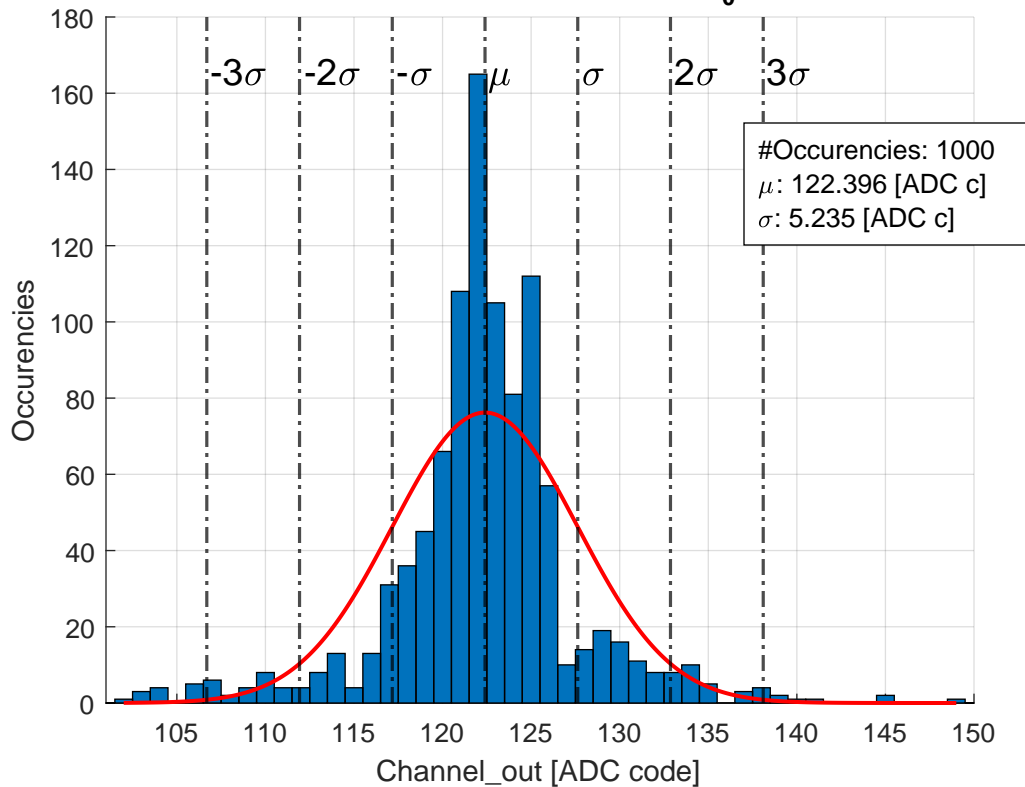 180
160
140
120
100
80
60
40
20
0
Occurencies
-3σ
-2σ
-σ
μ
σ
2σ
3σ
#Occurencies: 1000
μ: 122.396 [ADC c]
σ: 5.235 [ADC c]
105 110 115 120 125 130 135 140 145 150
Channel_out [ADC code]